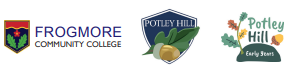 FROGMORE
COMMUNITY COLLEGE
POTLEY HILL
Potley
Hill
Early Years